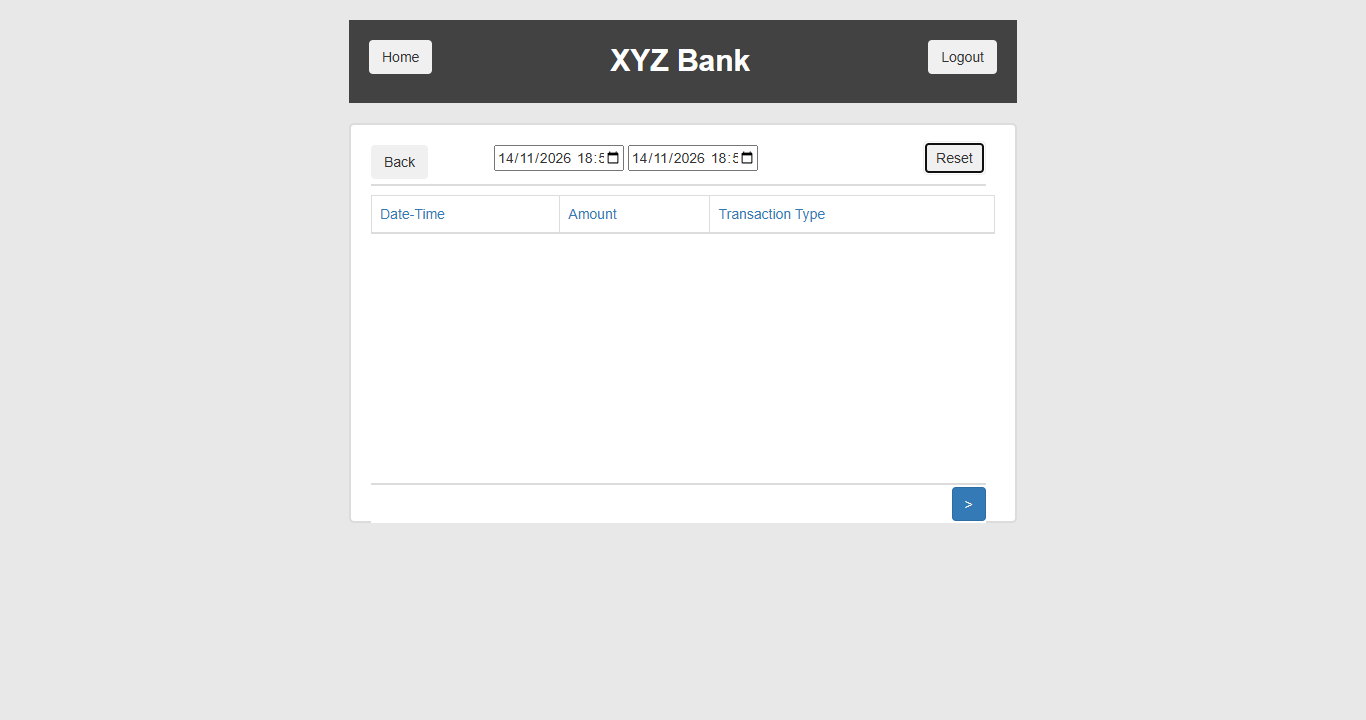 Home
XYZ Bank
Logout
Back
14/11/2026 18:5
14/11/2026 18:5
Reset
Date-Time
Amount
Transaction Type
>